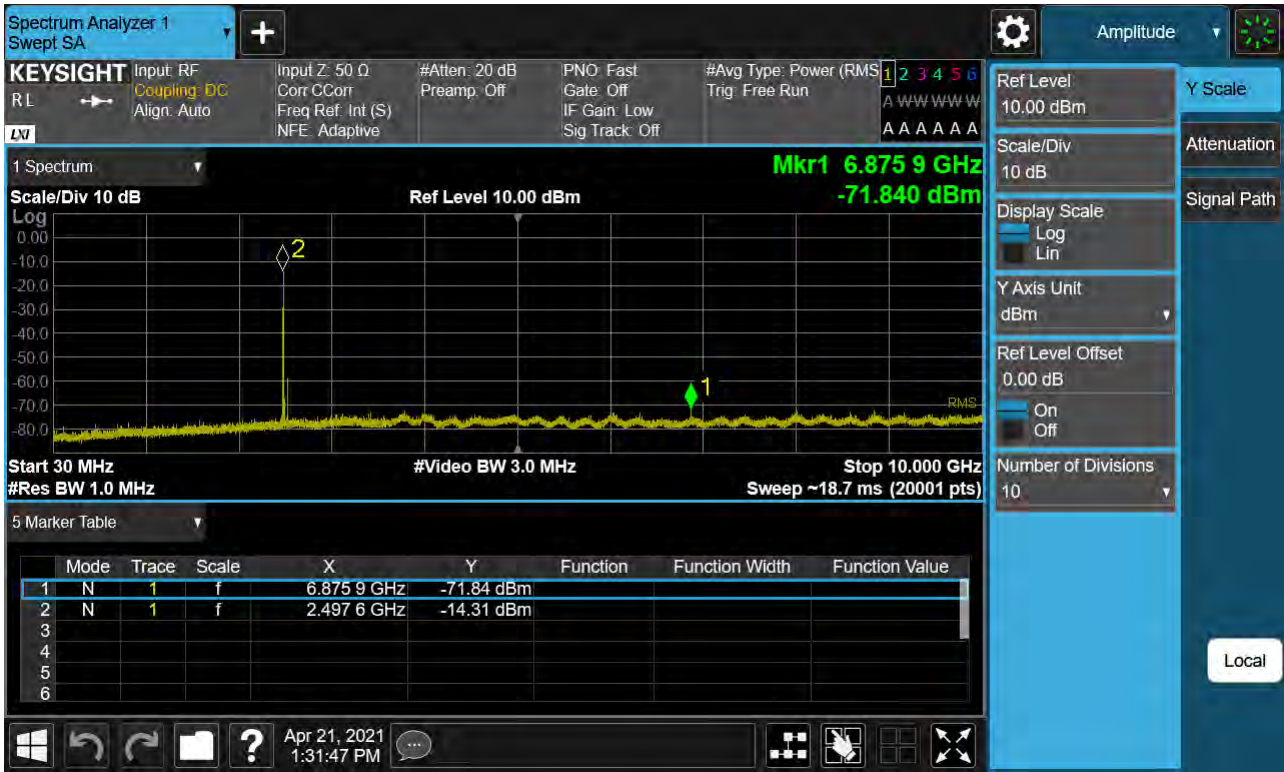 Spectrum Analyzer 1
Swept SA
+
Amplitude
KEYSIGHT
RL
LXI
Input: RF
Coupling: DC
Align: Auto
Input Z: 50 Ω
Corr CCorr
Freq Ref: Int (S)
NFE: Adaptive
#Atten: 20 dB
Preamp: Off
PNO: Fast
Gate: Off
IF Gain: Low
Sig Track: Off
#Avg Type: Power (RMS
Trig: Free Run
1 2 3 4 5 6
A W W W W W
A A A A A A
1 Spectrum
Mkr1 6.875 9 GHz
-71.840 dBm
Scale/Div 10 dB
Ref Level 10.00 dBm
Log
0.00
-10.0
-20.0
-30.0
-40.0
-50.0
-60.0
-70.0
-80.0
2
1
RMS
Start 30 MHz
#Video BW 3.0 MHz
Stop 10.000 GHz
#Res BW 1.0 MHz
Sweep ~18.7 ms (20001 pts)
5 Marker Table
Mode Trace Scale X Y Function Function Width Function Value
1 N 1 f 6.875 9 GHz -71.84 dBm
2 N 1 f 2.497 6 GHz -14.31 dBm
3
4
5
6
Ref Level
10.00 dBm
Scale/Div
10 dB
Display Scale
Log
Lin
Y Axis Unit
dBm
Ref Level Offset
0.00 dB
On
Off
Number of Divisions
10
Y Scale
Attenuation
Signal Path
Local
?
Apr 21, 2021
1:31:47 PM